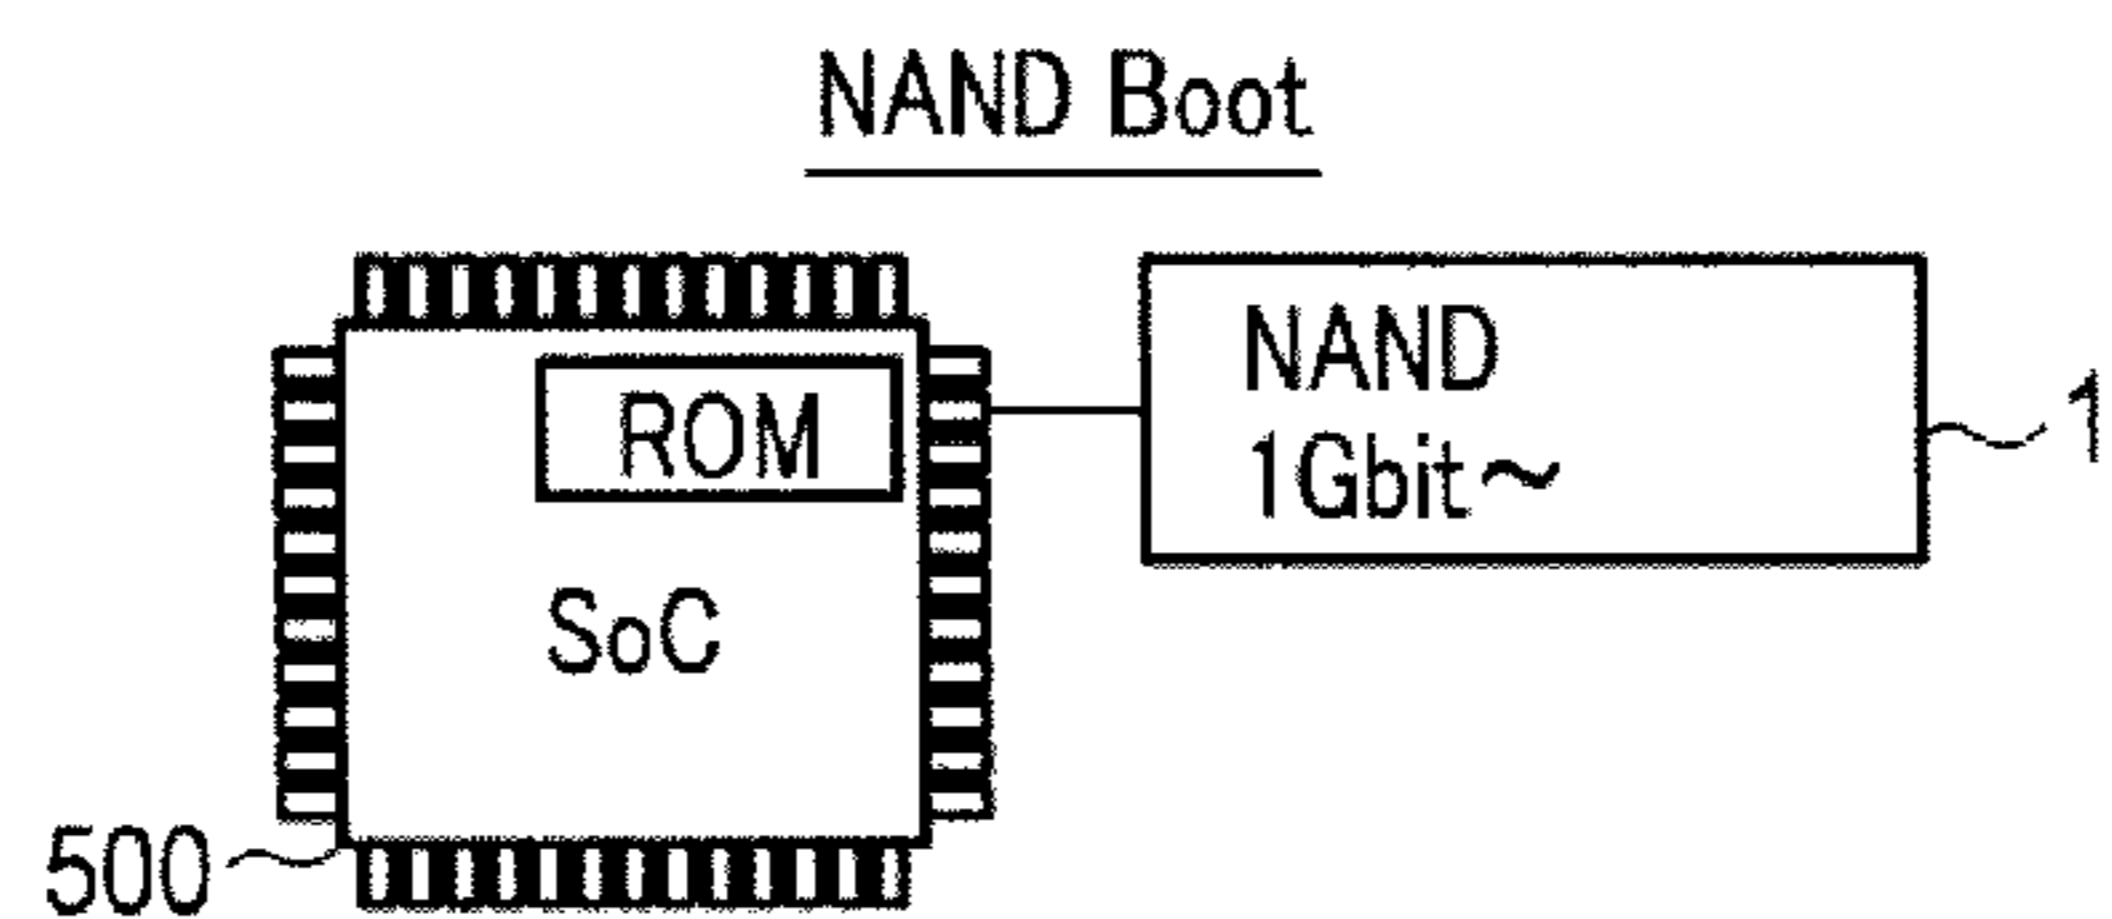 NAND Boot
ROM
SoC
500
NAND
1Gbit~
1